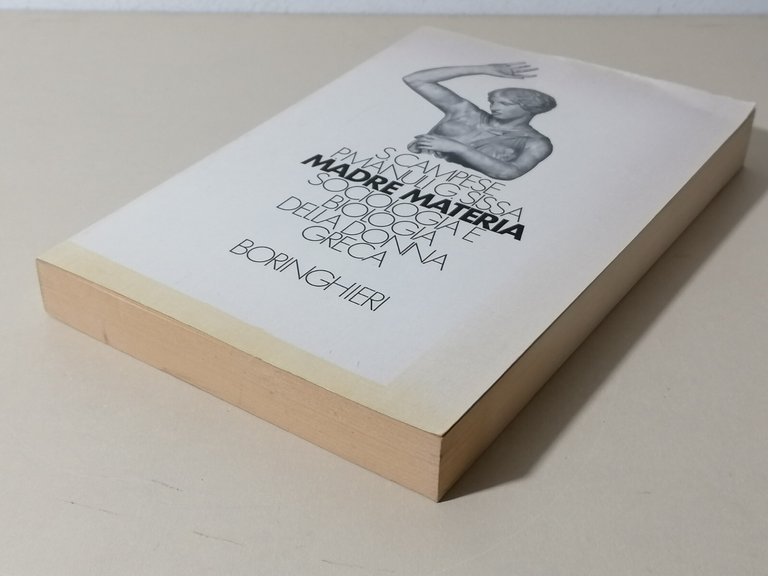 S. CAMPESE
P. MANULI, G. SISSA
MADRE MATERIA
SOCIOLOGIA E
BIOLOGIA
DELLA DONNA
GRECA
BORINGHIERI